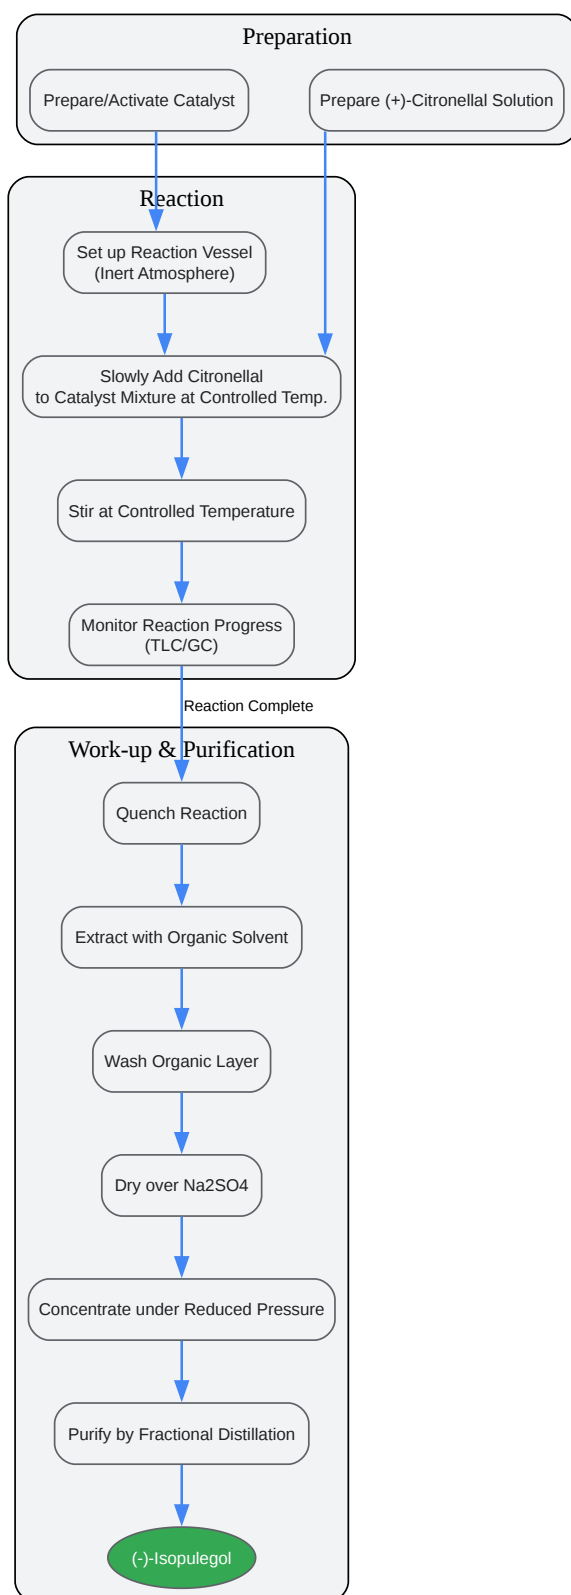 Preparation
Prepare/Activate Catalyst
Prepare (+)-Citronellal Solution
Reaction
Set up Reaction Vessel
(Inert Atmosphere)
Slowly Add Citronellal
to Catalyst Mixture at Controlled Temp.
Stir at Controlled Temperature
Monitor Reaction Progress
(TLC/GC)
Reaction Complete
Work-up & Purification
Quench Reaction
Extract with Organic Solvent
Wash Organic Layer
Dry over Na2SO4
Concentrate under Reduced Pressure
Purify by Fractional Distillation
(-)-Isopulegol